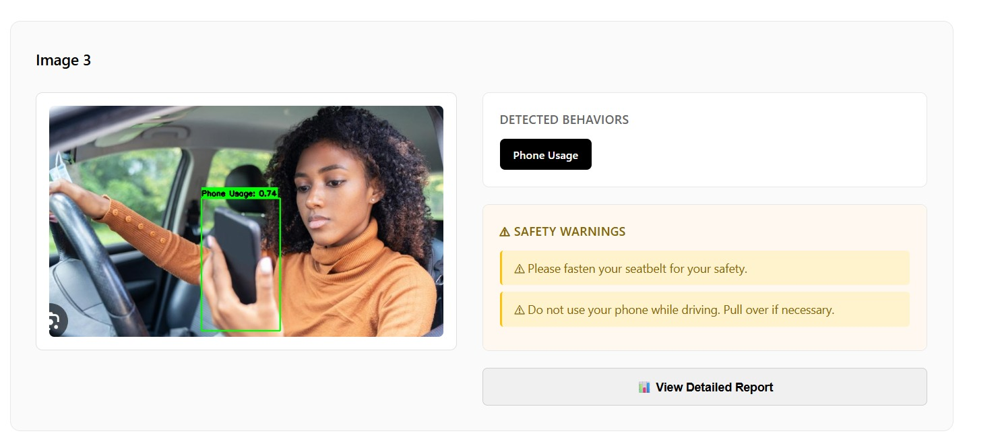 Image 3
Phone Usage: 0.74
DETECTED BEHAVIORS
Phone Usage
⚠ SAFETY WARNINGS
⚠ Please fasten your seatbelt for your safety.
⚠ Do not use your phone while driving. Pull over if necessary.
📊 View Detailed Report